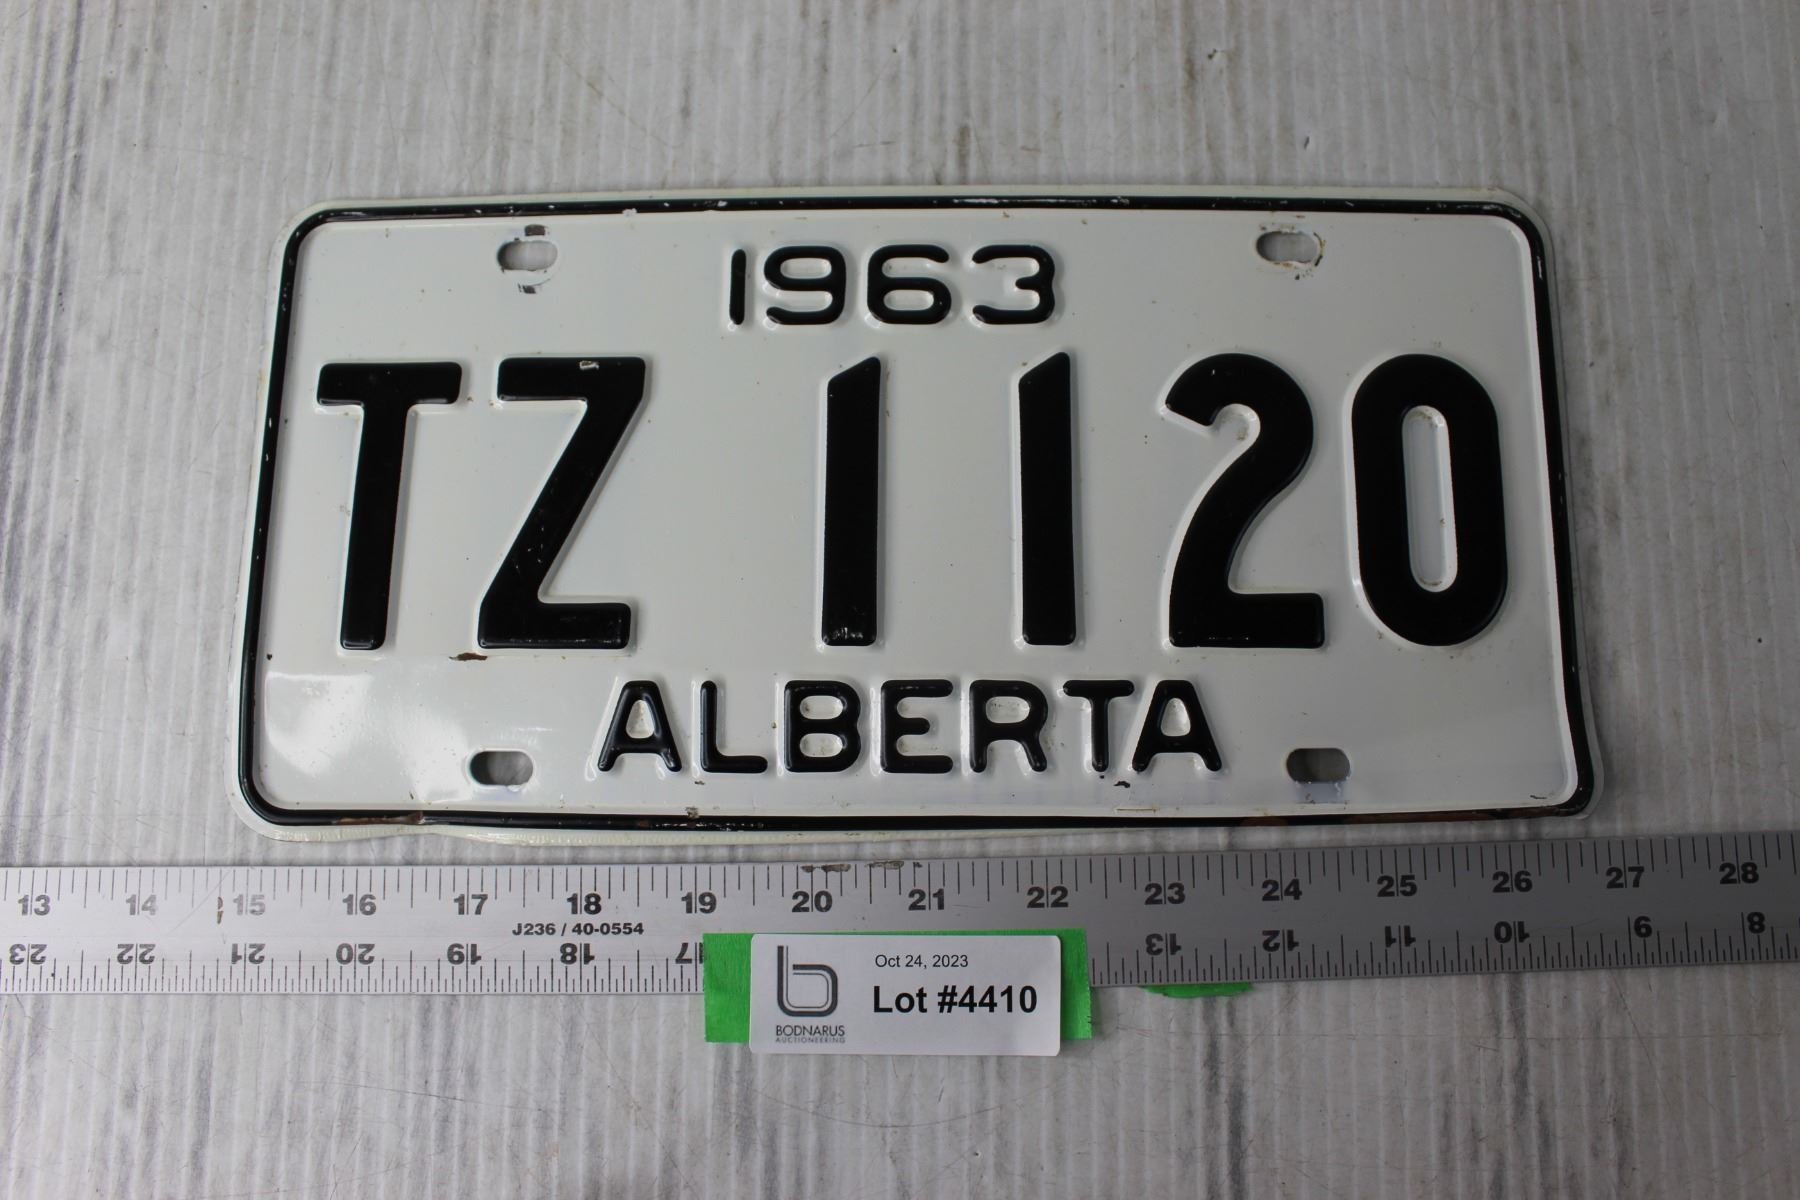 1963
TZ 1120
ALBERTA
13 14 15 16 17 18 19 20 21 22 23 24 25 26 27 28
J236 / 40-0554
23 22 21 20 19 18 17 13 12 11 10 9 8
Oct 24, 2023
Lot #4410
b
BODNARUS
AUCTIONEERING